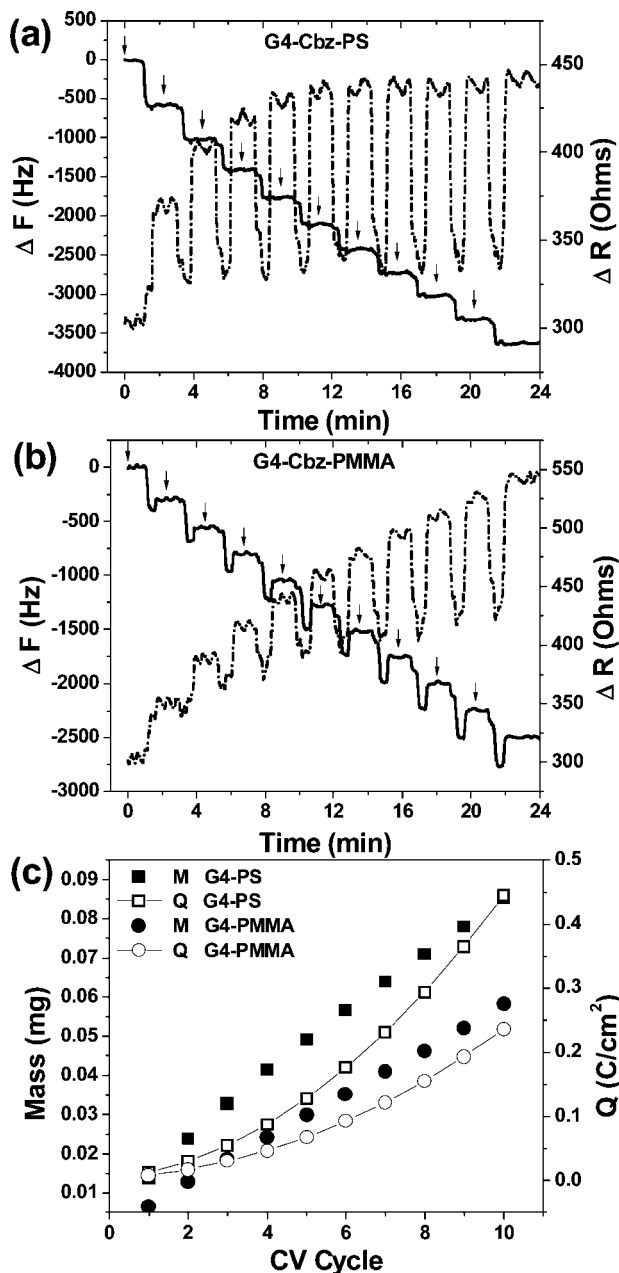 (a)
G4-Cbz-PS
0
-500
-1000
-1500
-2000
-2500
-3000
-3500
-4000
Δ F (Hz)
450
400
350
300
Δ R (Ohms)
0 4 8 12 16 20 24
Time (min)
(b)
G4-Cbz-PMMA
0
-500
-1000
-1500
-2000
-2500
-3000
Δ F (Hz)
550
500
450
400
350
300
Δ R (Ohms)
0 4 8 12 16 20 24
Time (min)
(c)
M G4-PS
Q G4-PS
M G4-PMMA
Q G4-PMMA
0.09
0.08
0.07
0.06
0.05
0.04
0.03
0.02
0.01
Mass (mg)
0.5
0.4
0.3
0.2
0.1
0.0
Q (C/cm²)
0 2 4 6 8 10
CV Cycle